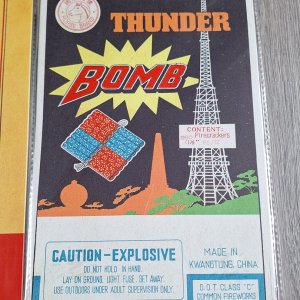 THUNDER
BOMB
CONTENT:
Firecrackers
CAUTION - EXPLOSIVE
DO NOT HOLD IN HAND
LAY ON GROUND, LIGHT FUSE, GET AWAY.
USE OUTDOORS UNDER ADULT SUPERVISION ONLY.
MADE IN
KWANGTUNG, CHINA
D.O.T. CLASS "C"
COMMON FIREWORKS